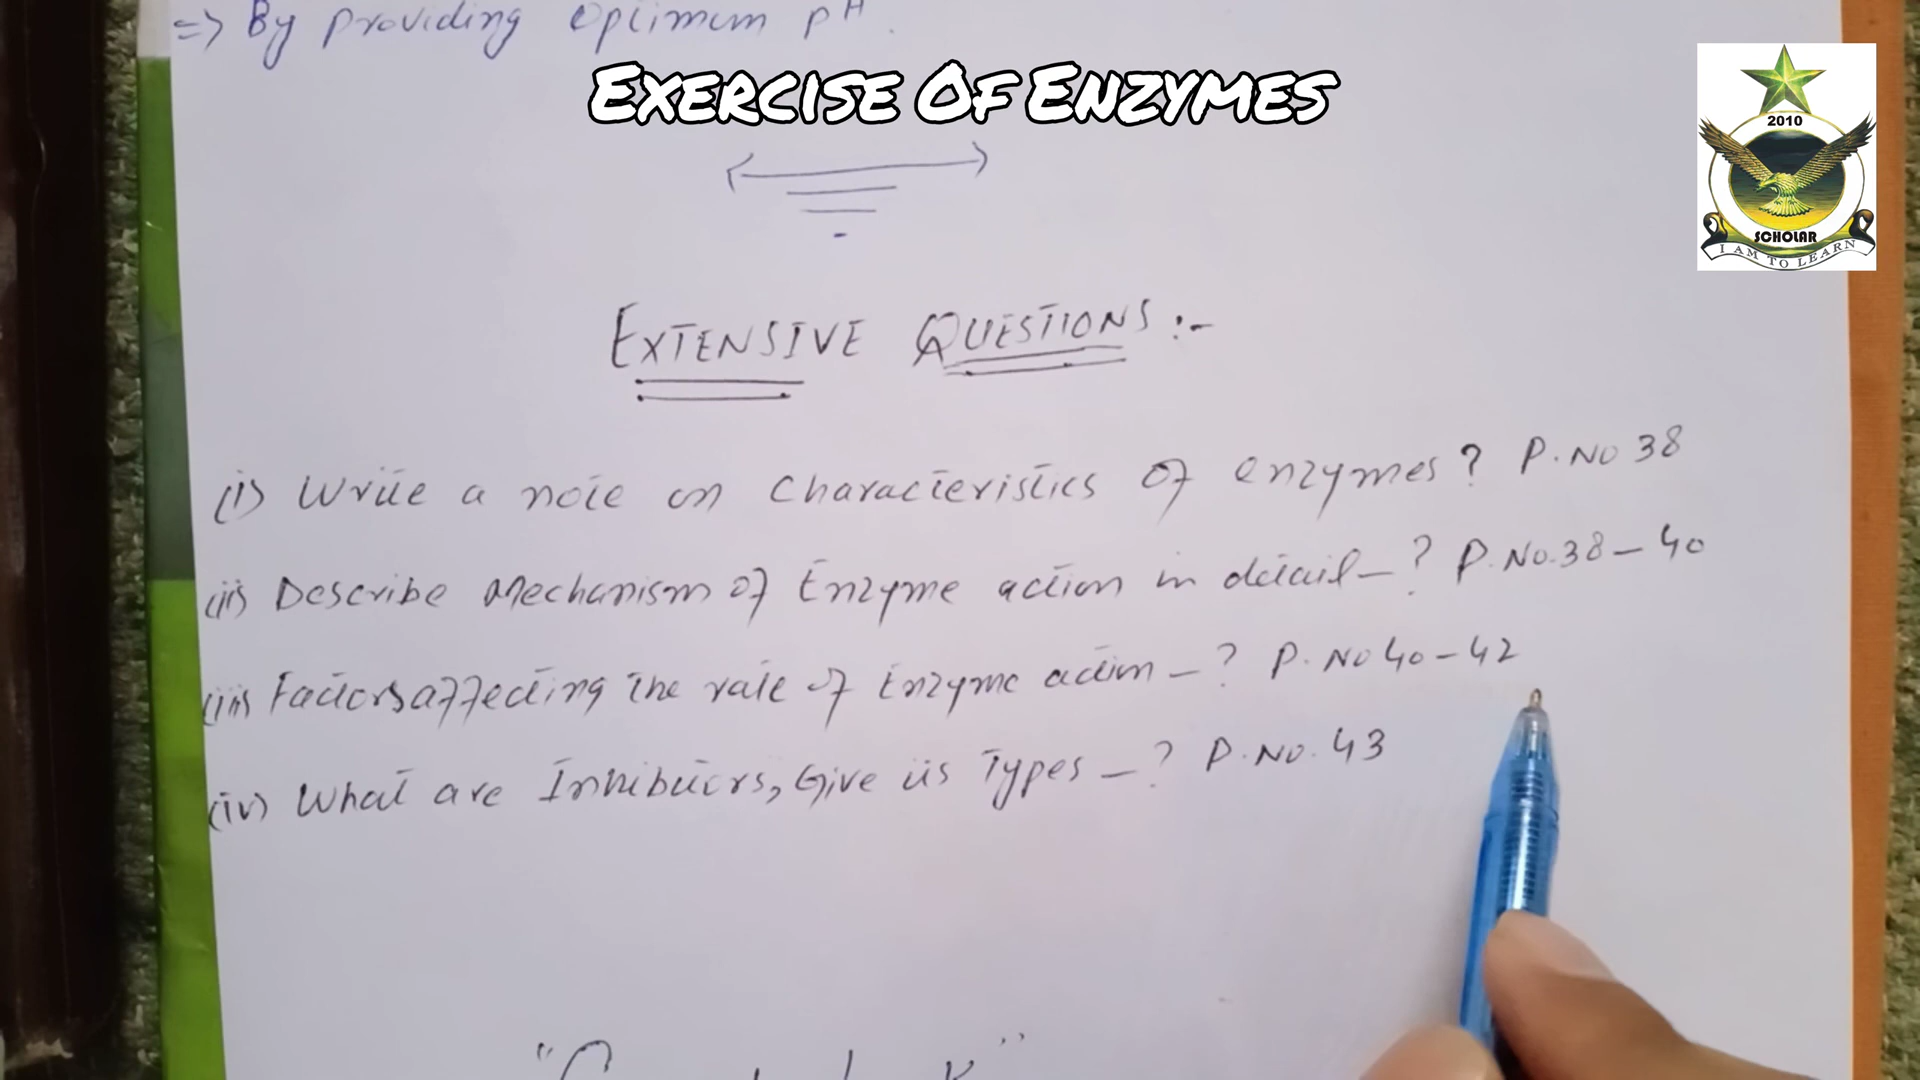 => By providing optimum pH.
EXERCISE OF ENZYMES
2010
SCHOLAR
I AM TO LEARN
EXTENSIVE QUESTIONS :-
(i) Write a note on Characteristics of enzymes? P.No 38
(ii) Describe Mechanism of Enzyme action in detail-? P.No.38-40
(iii) Factors affecting the rate of Enzyme action -? P.No 40-42
(iv) What are Inhibitors, Give its Types -? P.No.43